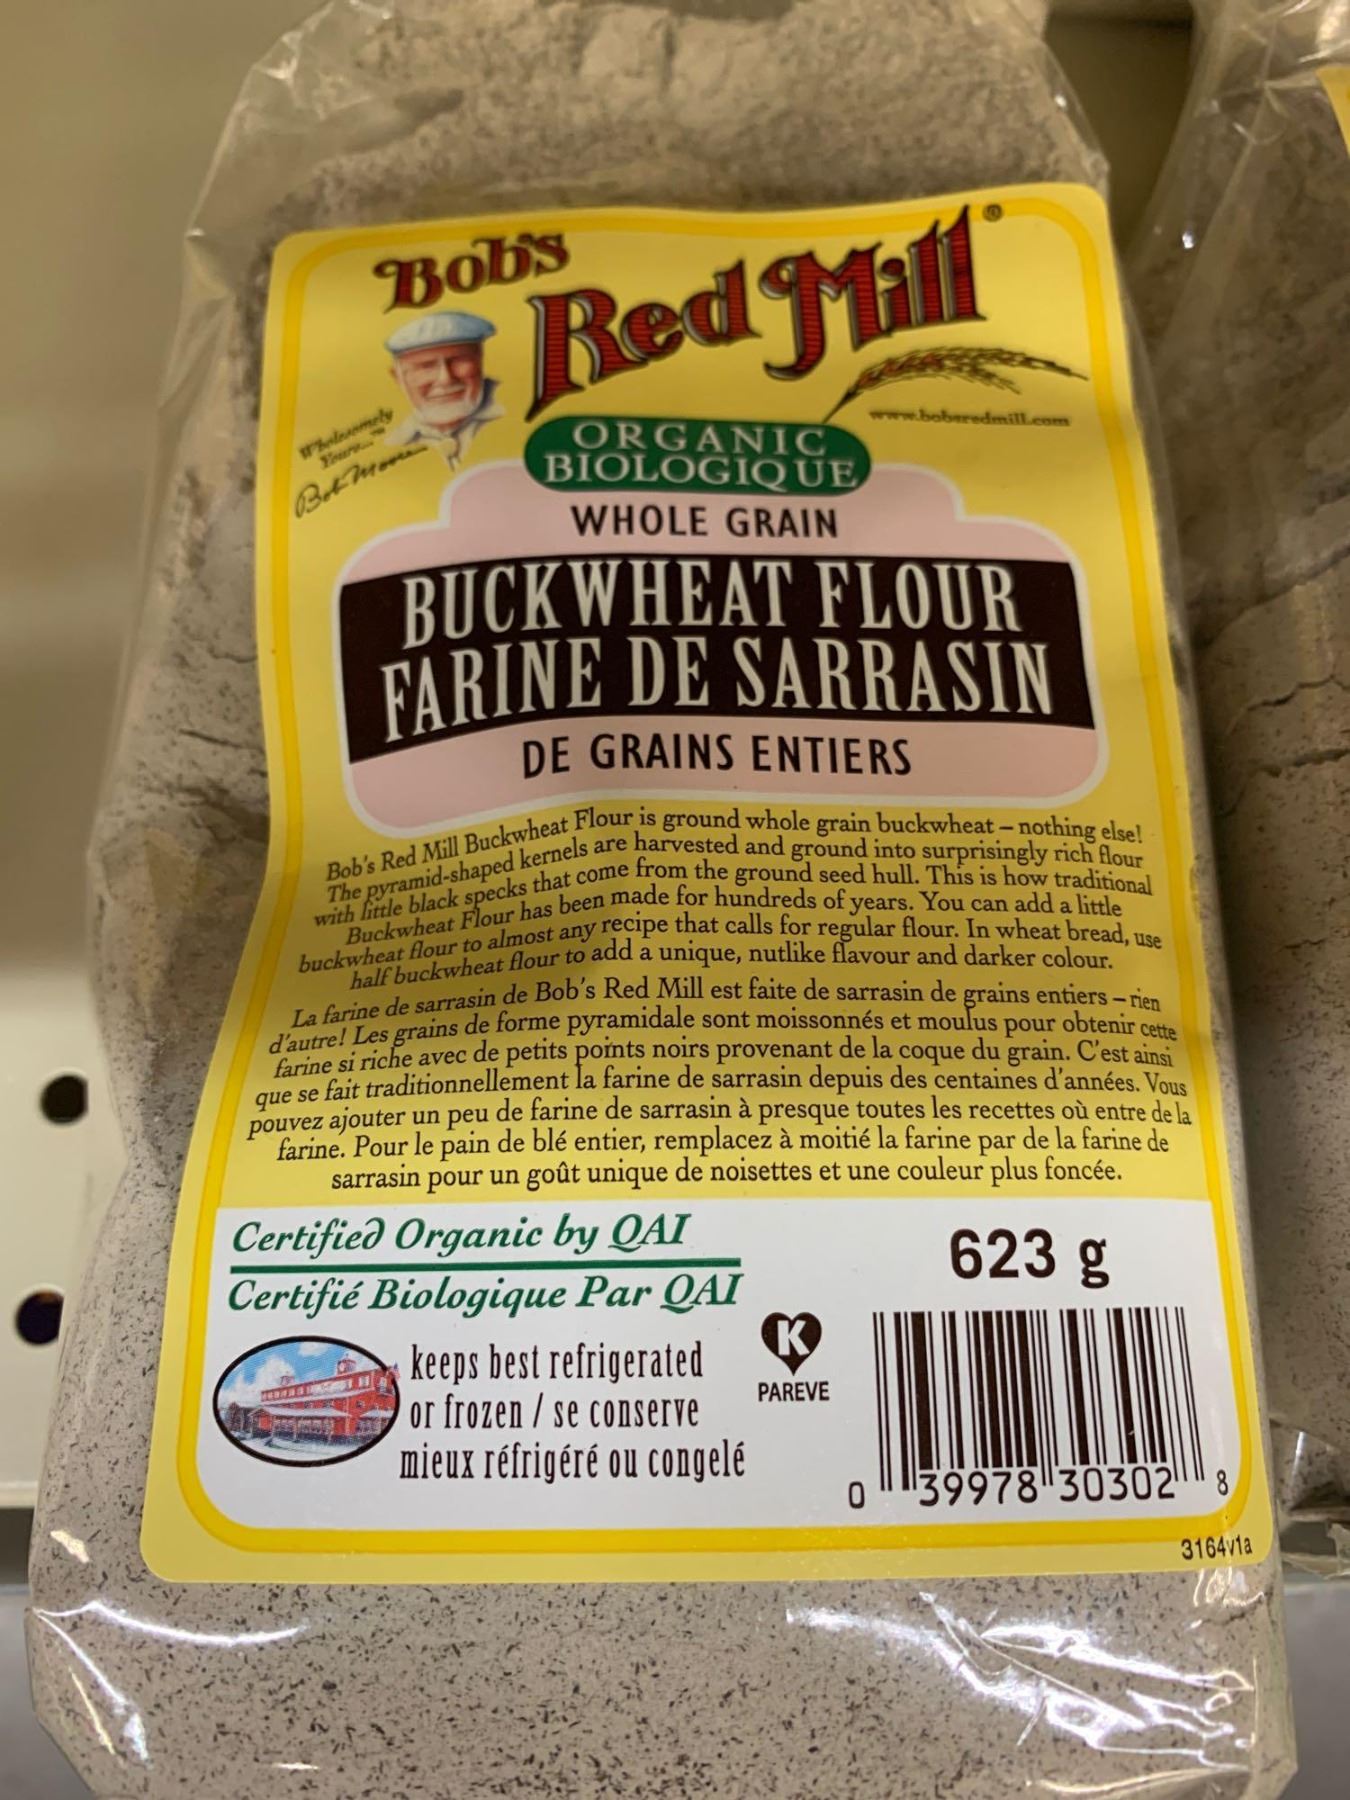 Bob's
Red Mill®
Wholesomely
Yours...™
Bob Moore
www.bobsredmill.com
ORGANIC
BIOLOGIQUE
WHOLE GRAIN
BUCKWHEAT FLOUR
FARINE DE SARRASIN
DE GRAINS ENTIERS
Bob's Red Mill Buckwheat Flour is ground whole grain buckwheat – nothing else!
The pyramid-shaped kernels are harvested and ground into surprisingly rich flour
with little black specks that come from the ground seed hull. This is how traditional
Buckwheat Flour has been made for hundreds of years. You can add a little
buckwheat flour to almost any recipe that calls for regular flour. In wheat bread, use
half buckwheat flour to add a unique, nutlike flavour and darker colour.
La farine de sarrasin de Bob's Red Mill est faite de sarrasin de grains entiers – rien
d'autre! Les grains de forme pyramidale sont moissonnés et moulus pour obtenir cette
farine si riche avec de petits points noirs provenant de la coque du grain. C'est ainsi
que se fait traditionnellement la farine de sarrasin depuis des centaines d'années. Vous
pouvez ajouter un peu de farine de sarrasin à presque toutes les recettes où entre de la
farine. Pour le pain de blé entier, remplacez à moitié la farine par de la farine de
sarrasin pour un goût unique de noisettes et une couleur plus foncée.
Certified Organic by QAI
Certifié Biologique Par QAI
623 g
keeps best refrigerated
or frozen / se conserve
mieux réfrigéré ou congelé
K
PAREVE
0 39978 30302 8
3164v1a